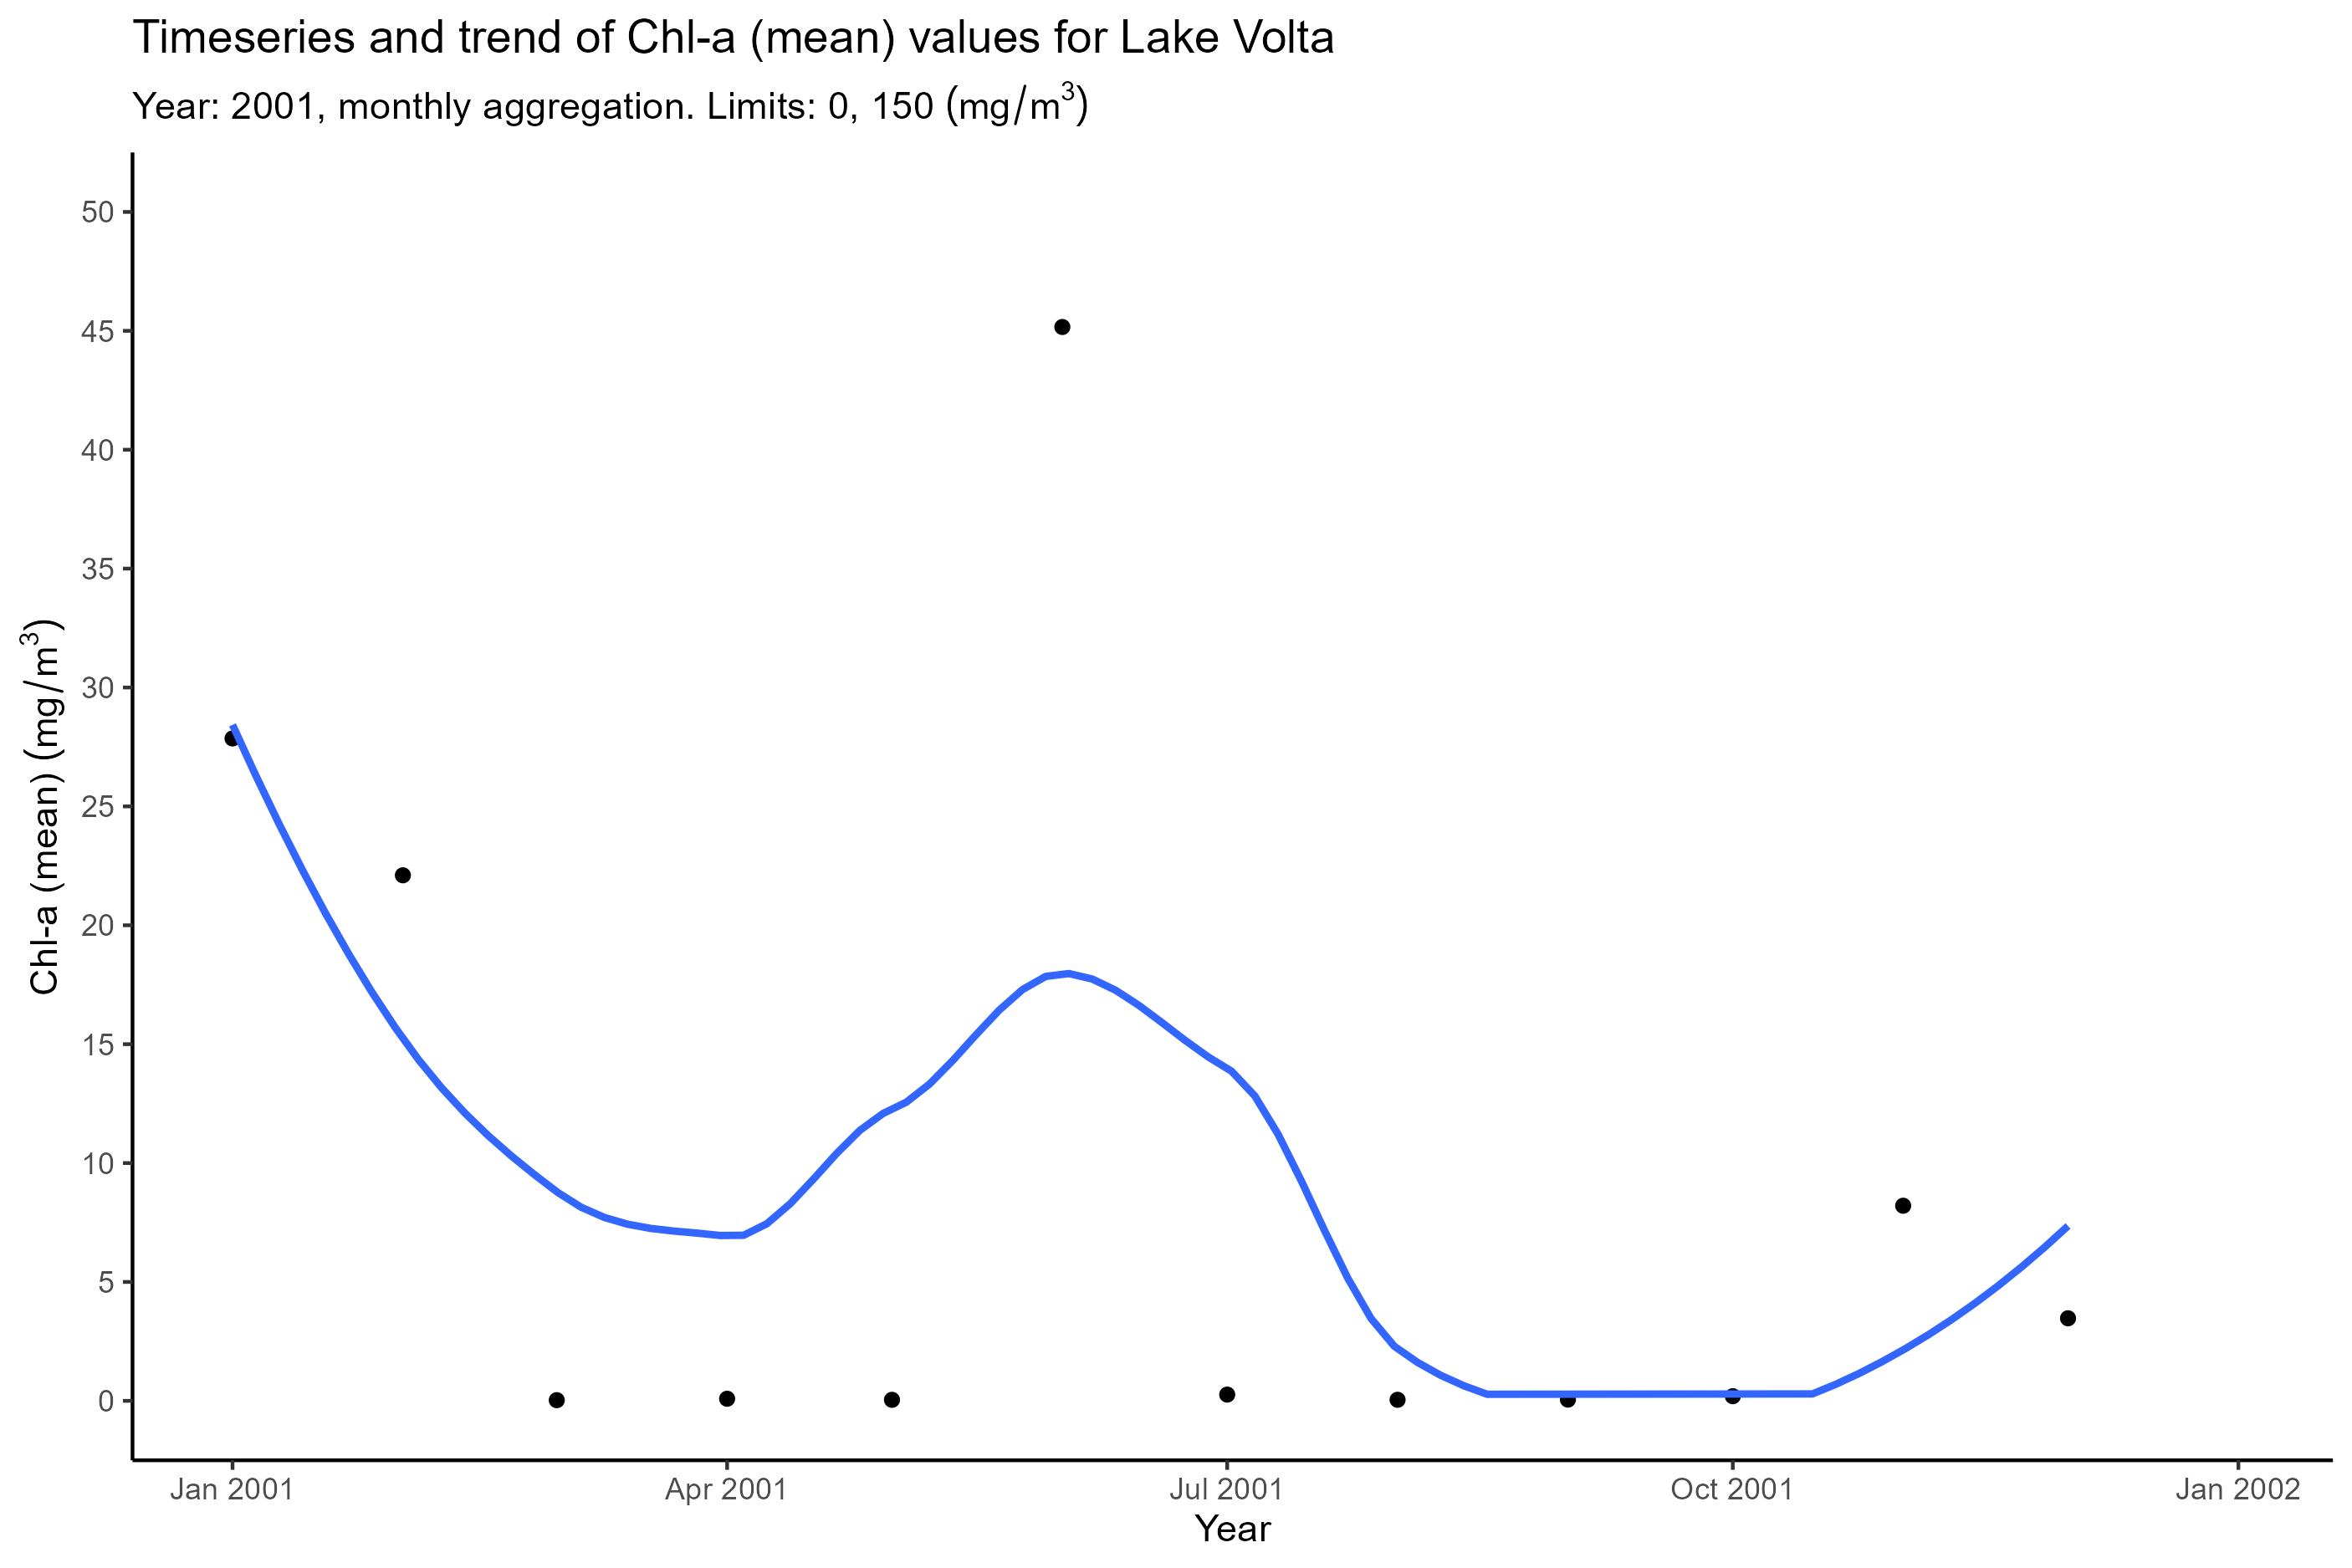 Timeseries and trend of Chl-a (mean) values for Lake Volta
Year: 2001, monthly aggregation. Limits: 0, 150 (mg/m³)
Chl-a (mean) (mg/m³)
50
45
40
35
30
25
20
15
10
5
0
Jan 2001
Apr 2001
Jul 2001
Oct 2001
Jan 2002
Year